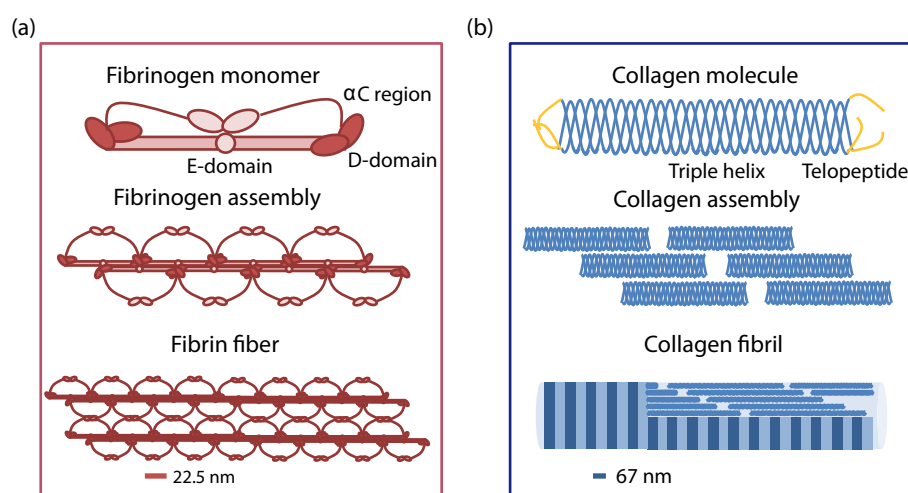 (a)
Fibrinogen monomer
αC region
E-domain
D-domain
Fibrinogen assembly
Fibrin fiber
22.5 nm
(b)
Collagen molecule
Triple helix
Telopeptide
Collagen assembly
Collagen fibril
67 nm